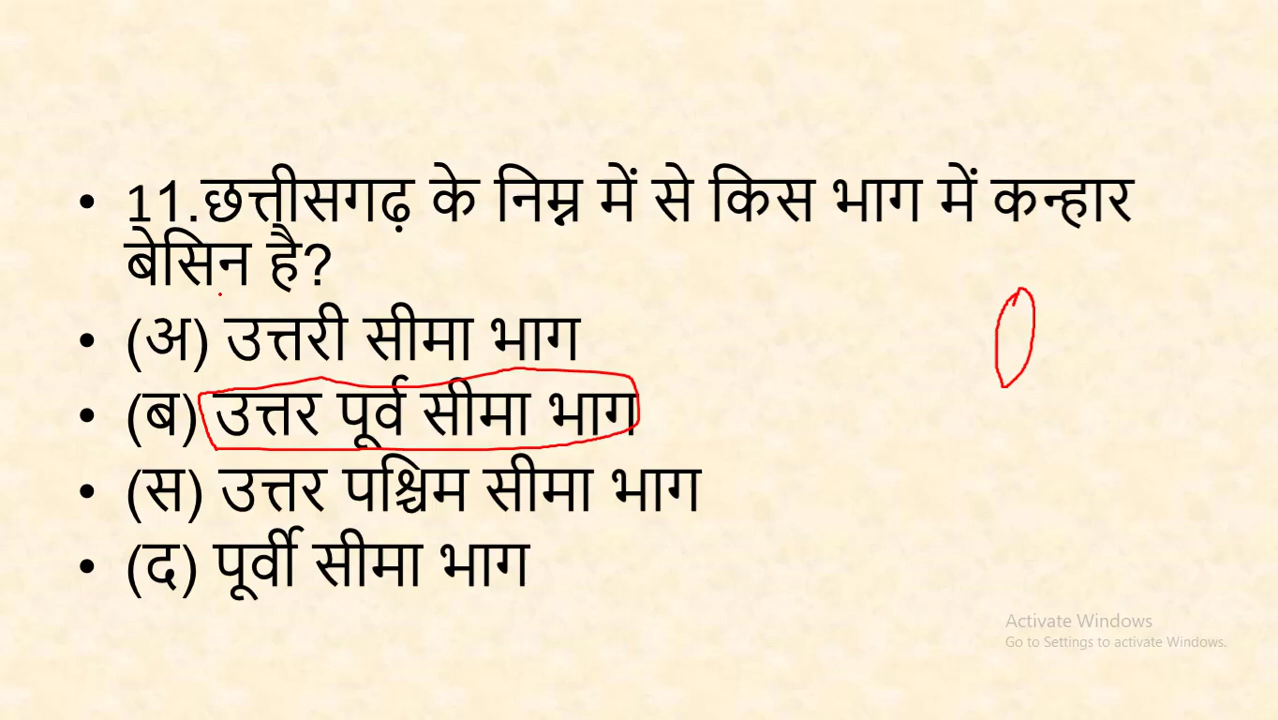 • 11.छत्तीसगढ़ के निम्न में से किस भाग में कन्हार
बेसिन है?
• (अ) उत्तरी सीमा भाग
• (ब) उत्तर पूर्व सीमा भाग
• (स) उत्तर पश्चिम सीमा भाग
• (द) पूर्वी सीमा भाग
Activate Windows
Go to Settings to activate Windows.